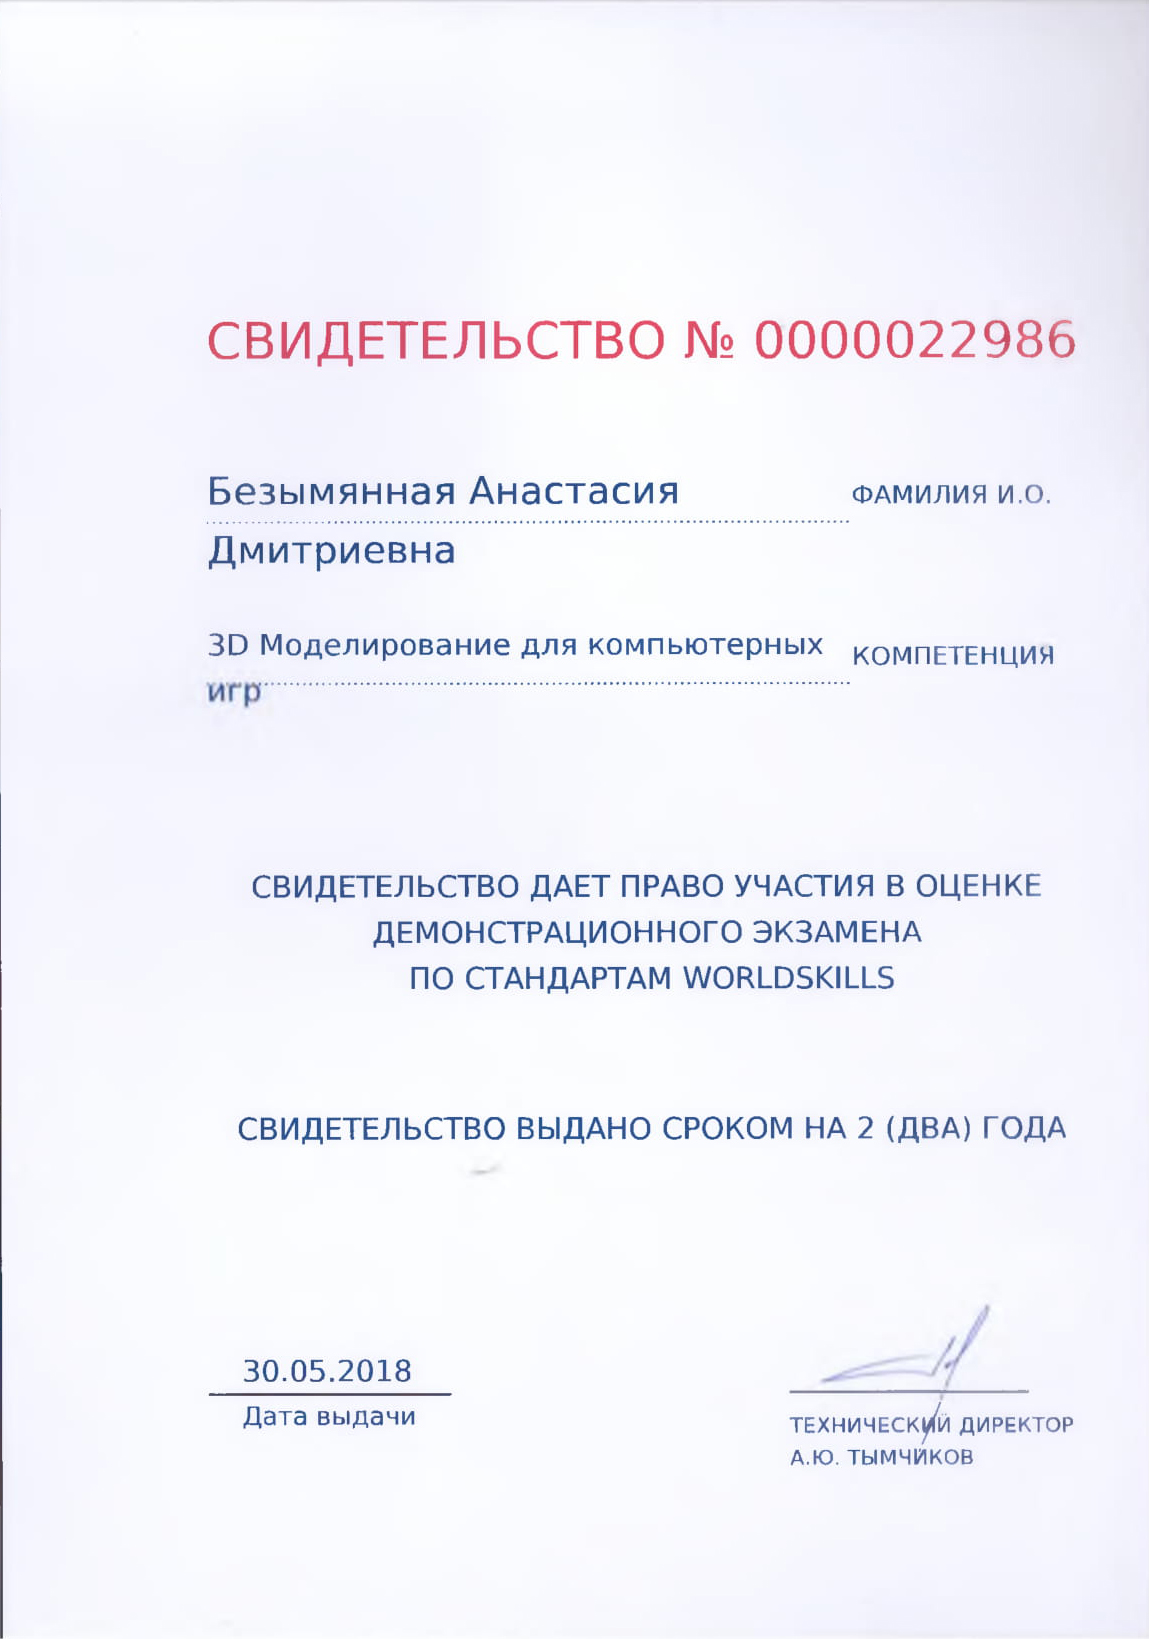 СВИДЕТЕЛЬСТВО № 0000022986
Безымянная Анастасия
ФАМИЛИЯ И.О.
Дмитриевна
3D Моделирование для компьютерных
КОМПЕТЕНЦИЯ
игр
СВИДЕТЕЛЬСТВО ДАЕТ ПРАВО УЧАСТИЯ В ОЦЕНКЕ
ДЕМОНСТРАЦИОННОГО ЭКЗАМЕНА
ПО СТАНДАРТАМ WORLDSKILLS
СВИДЕТЕЛЬСТВО ВЫДАНО СРОКОМ НА 2 (ДВА) ГОДА
30.05.2018
Дата выдачи
ТЕХНИЧЕСКИЙ ДИРЕКТОР
А.Ю. ТЫМЧИКОВ